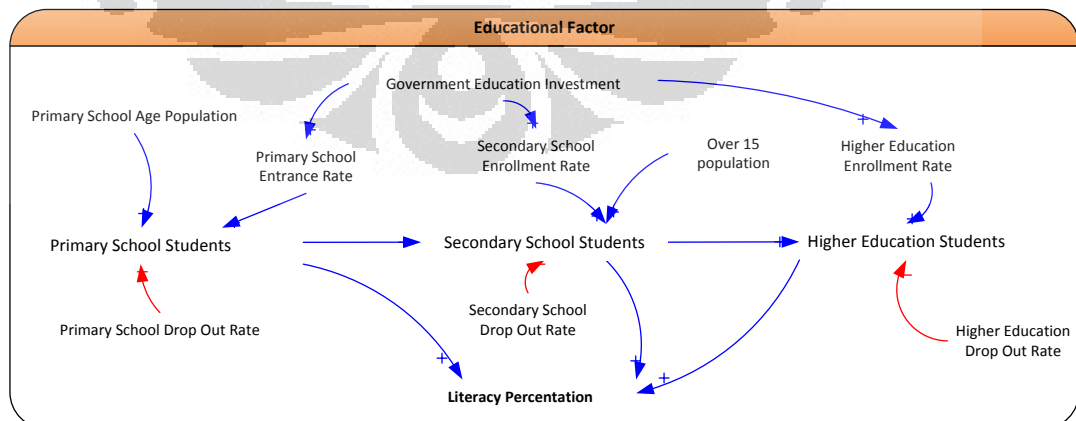 Educational Factor
Government Education Investment
Primary School Age Population
Primary School
Entrance Rate
Secondary School
Enrollment Rate
Over 15
population
Higher Education
Enrollment Rate
Primary School Students
Secondary School Students
Higher Education Students
Primary School Drop Out Rate
Secondary School
Drop Out Rate
Higher Education
Drop Out Rate
Literacy Percentation